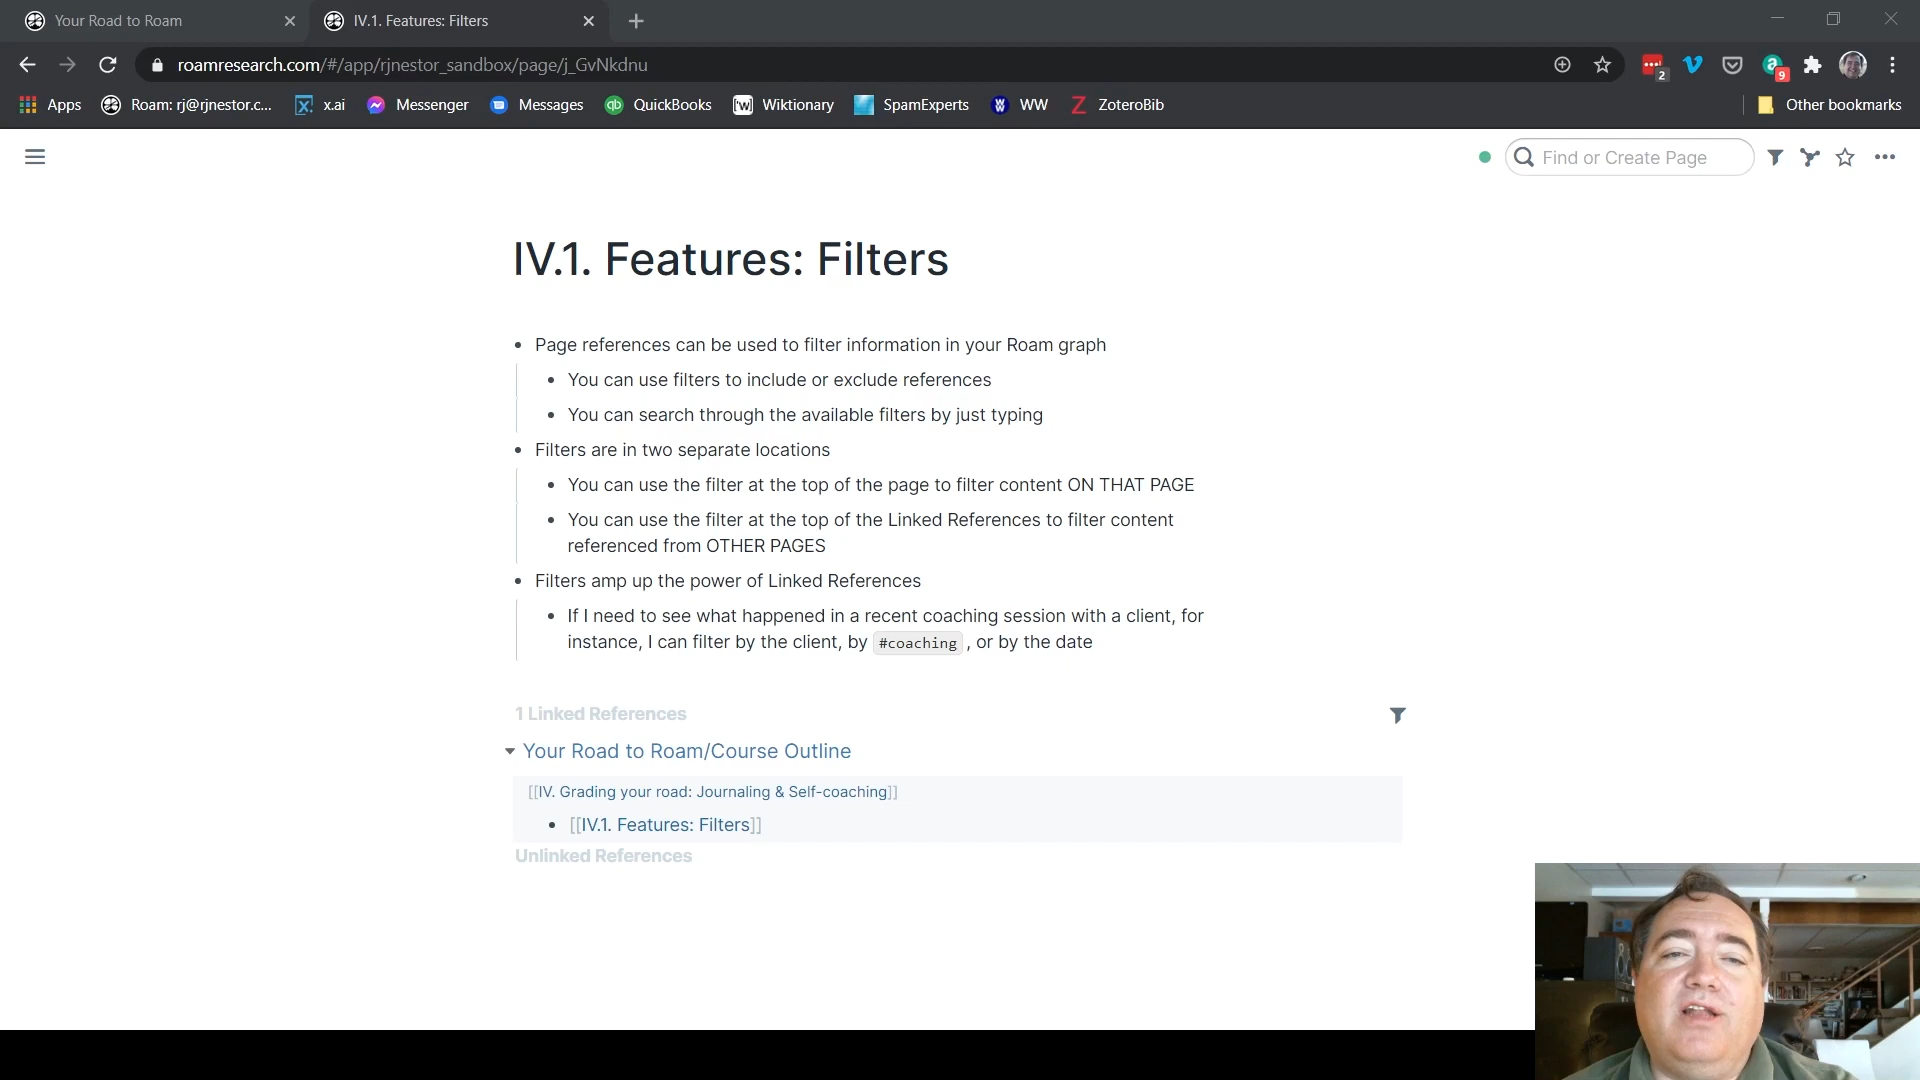 Your Road to Roam
IV.1. Features: Filters
roamresearch.com/#/app/rjnestor_sandbox/page/j_GvNkdnu
2
9
Apps
Roam: rj@rjnestor.c...
x.ai
Messenger
Messages
QuickBooks
Wiktionary
SpamExperts
WW
ZoteroBib
Other bookmarks
Find or Create Page
IV.1. Features: Filters
Page references can be used to filter information in your Roam graph
You can use filters to include or exclude references
You can search through the available filters by just typing
Filters are in two separate locations
You can use the filter at the top of the page to filter content ON THAT PAGE
You can use the filter at the top of the Linked References to filter content
referenced from OTHER PAGES
Filters amp up the power of Linked References
If I need to see what happened in a recent coaching session with a client, for
instance, I can filter by the client, by #coaching , or by the date
1 Linked References
Your Road to Roam/Course Outline
[[IV. Grading your road: Journaling & Self-coaching]]
[[IV.1. Features: Filters]]
Unlinked References